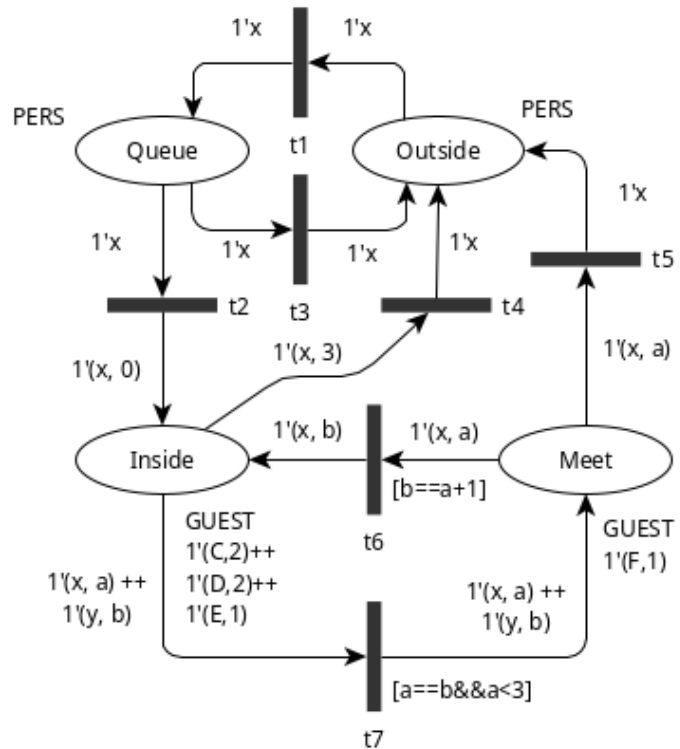 1'x
1'x
PERS
PERS
Queue
Outside
t1
1'x
1'x
1'x
1'x
1'x
1'x
t5
t2
t3
t4
1'(x, 3)
1'(x, a)
1'(x, 0)
1'(x, b)
1'(x, a)
Inside
Meet
[b==a+1]
GUEST
1'(C,2)++
1'(D,2)++
1'(E,1)
t6
GUEST
1'(F,1)
1'(x, a) ++
1'(y, b)
1'(x, a) ++
1'(y, b)
[a==b&&a<3]
t7